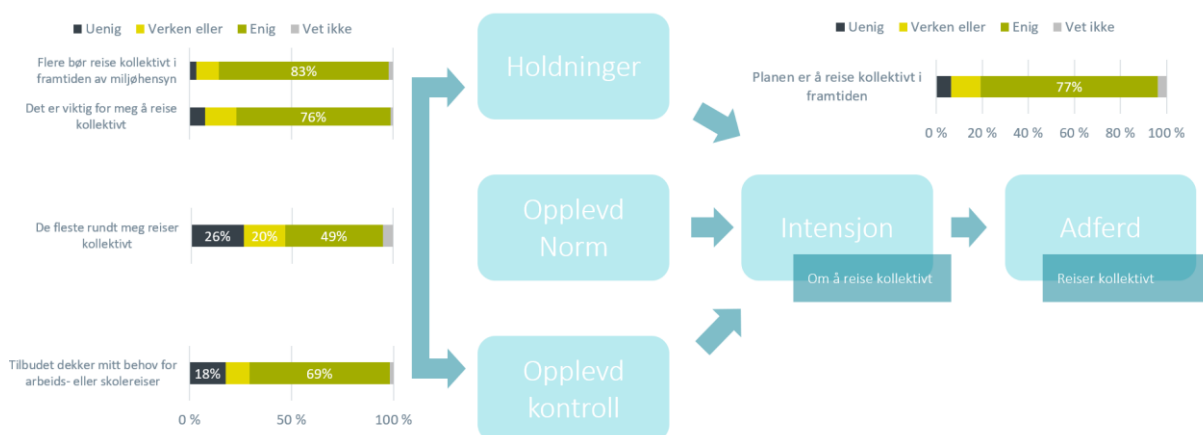 Uenig Verken eller Enig Vet ikke
Flere bør reise kollektivt i
framtiden av miljøhensyn
83%
Det er viktig for meg å reise
kollektivt
76%
De fleste rundt meg reiser
kollektivt
26% 20% 49%
Tilbudet dekker mitt behov for
arbeids- eller skolereiser
18% 69%
0 % 50 % 100 %
Holdninger
Opplevd
Norm
Opplevd
kontroll
Uenig Verken eller Enig Vet ikke
Planen er å reise kollektivt i
framtiden
77%
0 % 20 % 40 % 60 % 80 % 100 %
Intensjon
Om å reise kollektivt
Adferd
Reiser kollektivt